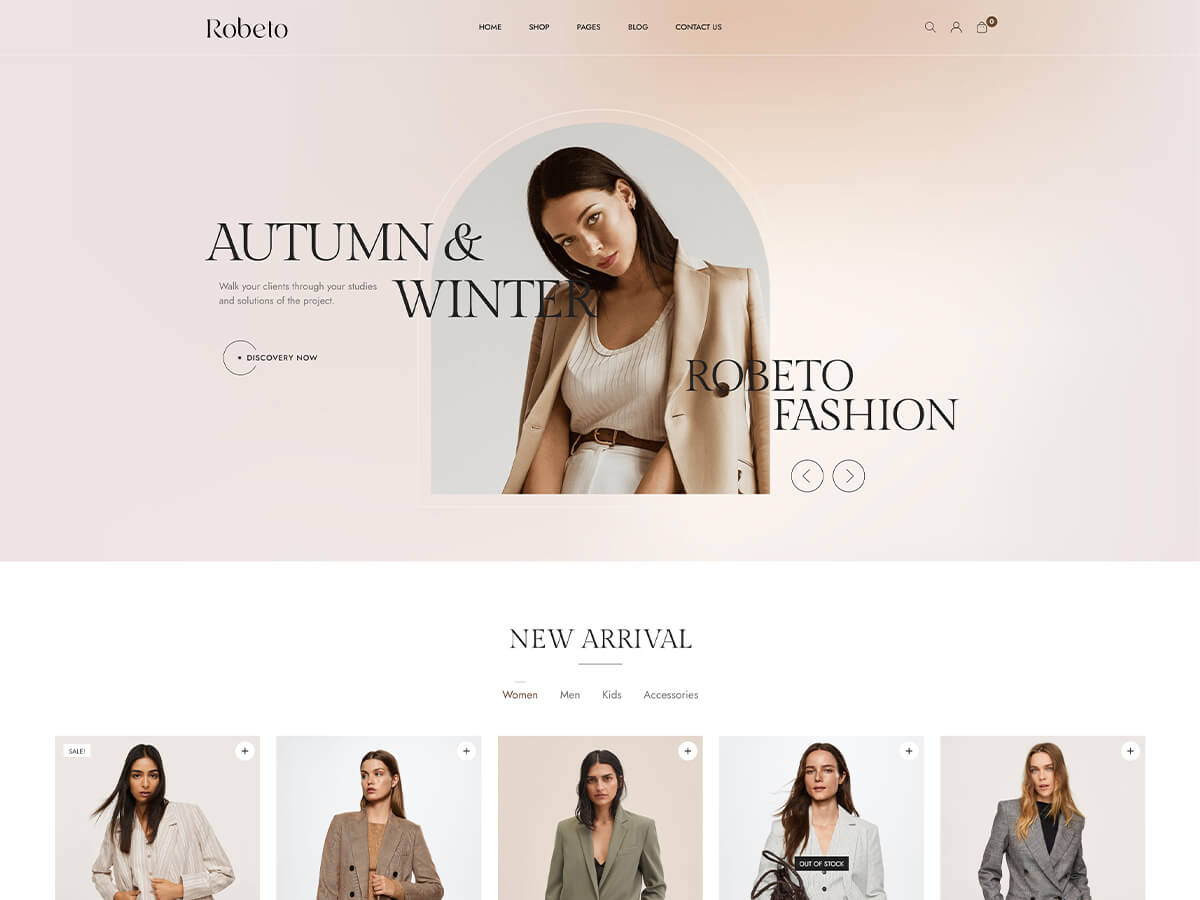 Robeto
HOME
SHOP
PAGES
BLOG
CONTACT US
0
AUTUMN &
WINTER
Walk your clients through your studies
and solutions of the project.
DISCOVERY NOW
ROBETO
FASHION
NEW ARRIVAL
Women
Men
Kids
Accessories
SALE!
OUT OF STOCK